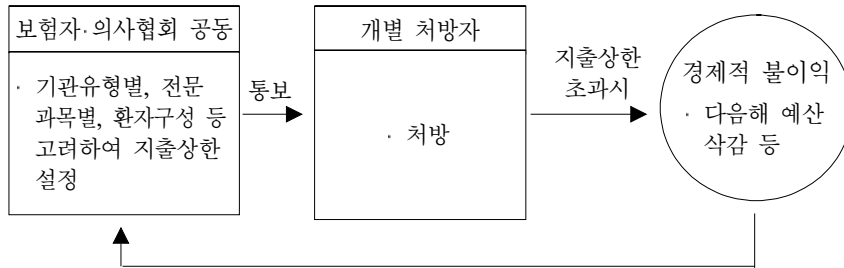 보험자·의사협회 공동
· 기관유형별, 전문
과목별, 환자구성 등
고려하여 지출상한
설정
통보
개별 처방자
· 처방
지출상한
초과시
경제적 불이익
· 다음해 예산
삭감 등